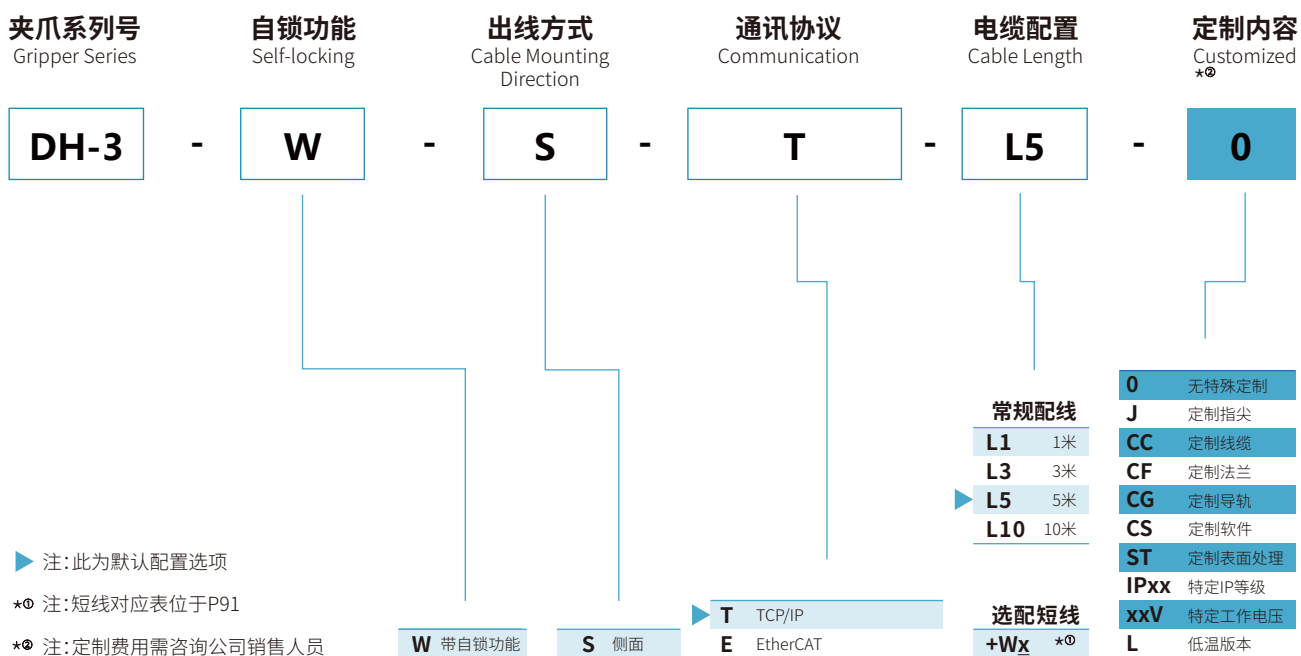 夹爪系列号 自锁功能 出线方式 通讯协议 电缆配置 定制内容
Gripper Series Self-locking Cable Mounting Communication Cable Length Customized
Direction *②
DH-3 - W - S - T - L5 - 0
常规配线
L1 1米
L3 3米
L5 5米
L10 10米
选配短线
+Wx *①
0 无特殊定制
J 定制指尖
CC 定制线缆
CF 定制法兰
CG 定制导轨
CS 定制软件
ST 定制表面处理
IPxx 特定IP等级
xxV 特定工作电压
L 低温版本
T TCP/IP
E EtherCAT
S 侧面
W 带自锁功能
注:此为默认配置选项
*① 注:短线对应表位于P91
*② 注:定制费用需咨询公司销售人员